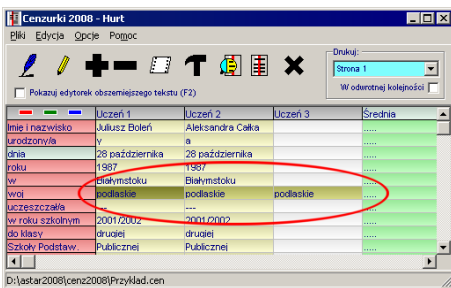 Cenzurki 2008 - Hurt
Pliki Edycja Opcje Pomoc
Drukuj:
Strona 1
W odwrotnej kolejności
Pokazuj edytorek obszerniejszego tekstu (F2)
Uczeń 1 Uczeń 2 Uczeń 3 Średnia
Imię i nazwisko Juliusz Boleń Aleksandra Całka .....
urodzony/a y a .....
dnia 28 października 28 października .....
roku 1987 1987 .....
w Białymstoku Białymstoku .....
woj podlaskie podlaskie podlaskie .....
uczęszczał/a --- --- .....
w roku szkolnym 2001/2002 2001/2002 .....
do klasy drugiej drugiej .....
Szkoły Podstaw. Publicznej Publicznej .....
D:\astar2008\cenz2008\Przyklad.cen